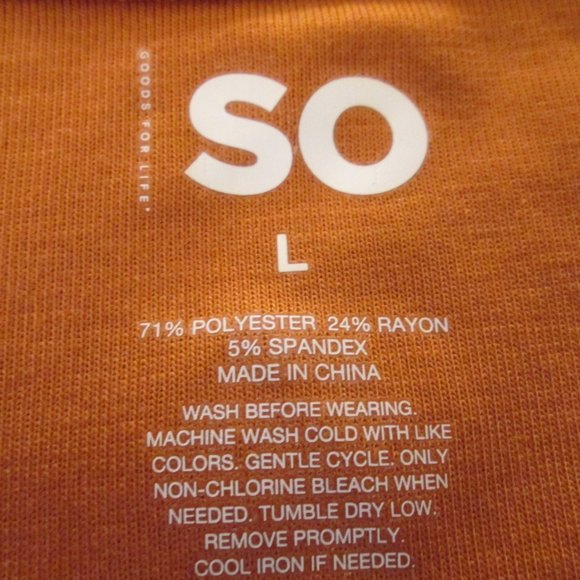 GOODS FOR LIFE
SO
L
71% POLYESTER 24% RAYON
5% SPANDEX
MADE IN CHINA
WASH BEFORE WEARING.
MACHINE WASH COLD WITH LIKE
COLORS. GENTLE CYCLE. ONLY
NON-CHLORINE BLEACH WHEN
NEEDED. TUMBLE DRY LOW.
REMOVE PROMPTLY.
COOL IRON IF NEEDED.